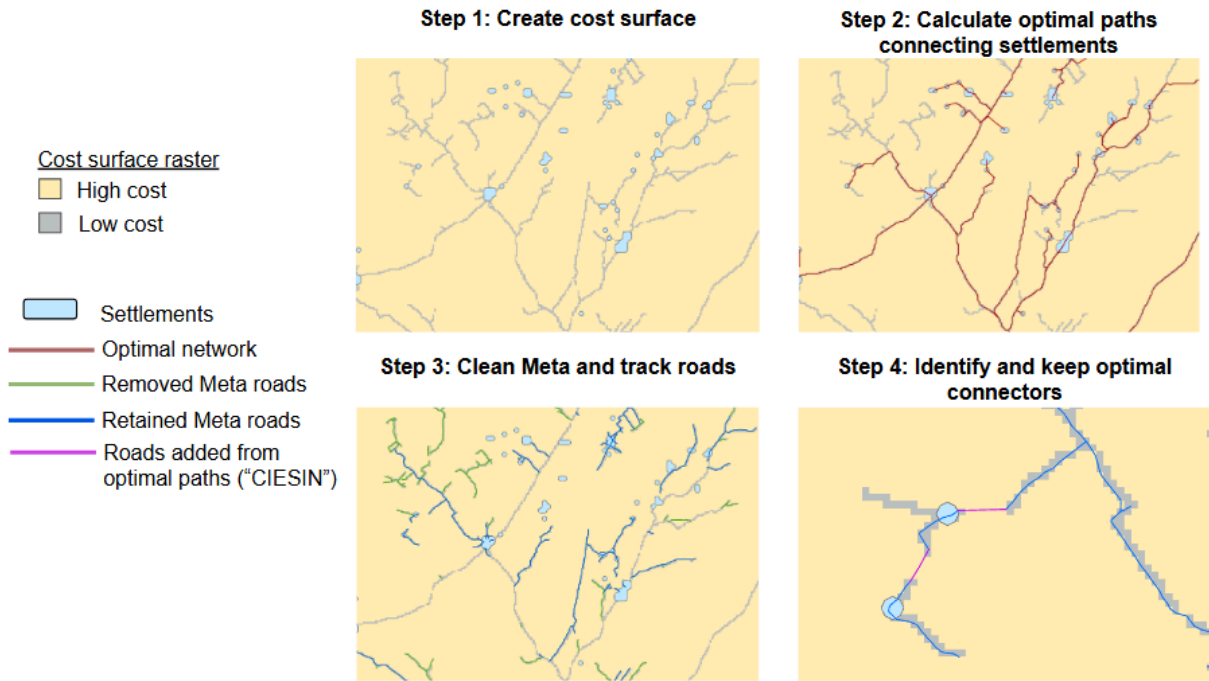 Step 1: Create cost surface
Step 2: Calculate optimal paths
connecting settlements
Cost surface raster
High cost
Low cost
Settlements
Optimal network
Removed Meta roads
Retained Meta roads
Roads added from
optimal paths (“CIESIN”)
Step 3: Clean Meta and track roads
Step 4: Identify and keep optimal
connectors